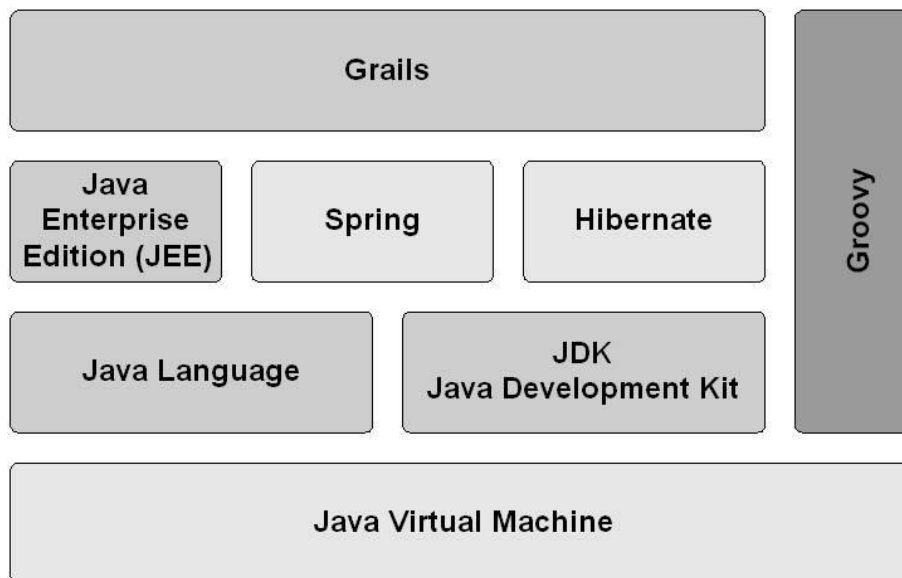 Grails
Java
Enterprise
Edition (JEE)
Spring
Hibernate
Groovy
Java Language
JDK
Java Development Kit
Java Virtual Machine